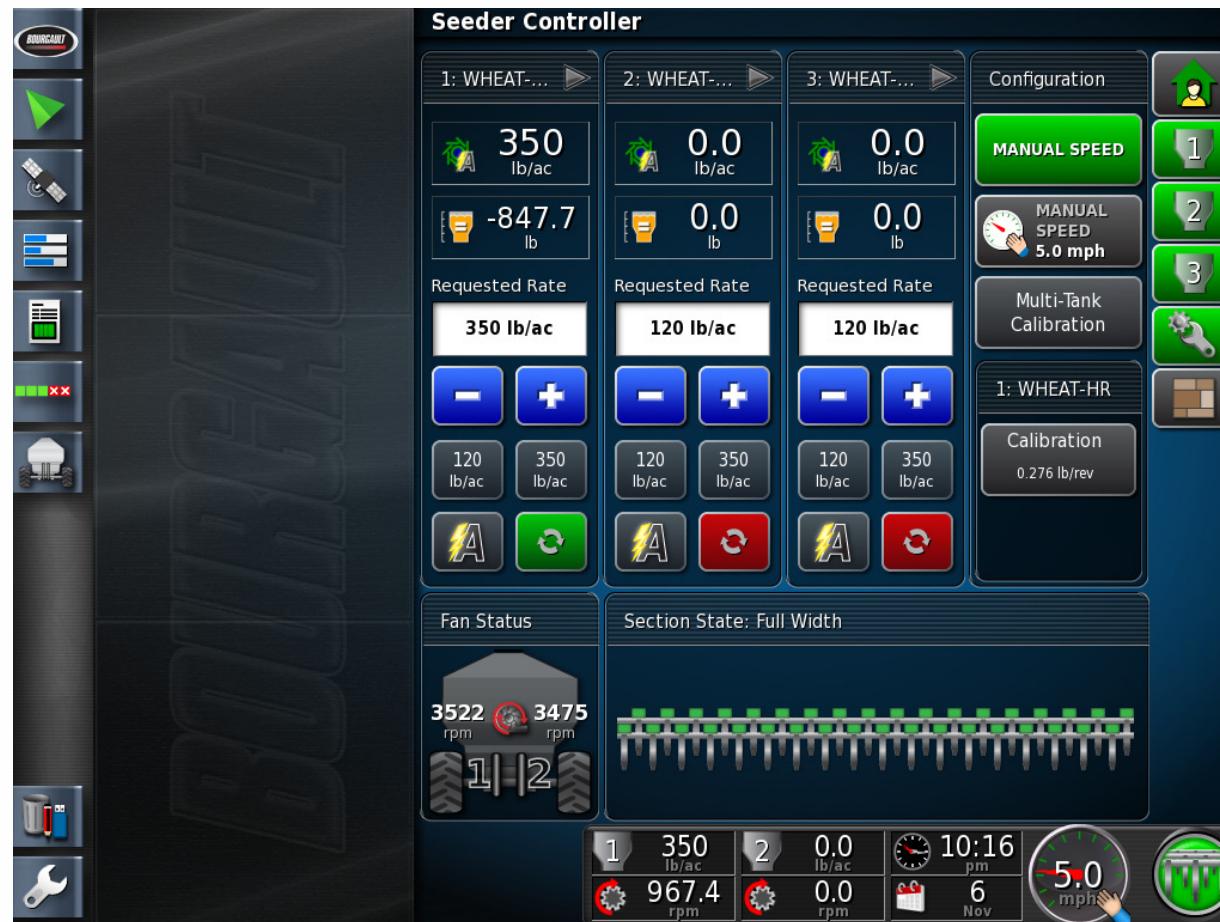 BOURGAULT
Seeder Controller
1: WHEAT-...
2: WHEAT-...
3: WHEAT-...
Configuration
350
lb/ac
0.0
lb/ac
0.0
lb/ac
MANUAL SPEED
1
-847.7
lb
0.0
lb
0.0
lb
MANUAL
SPEED
5.0 mph
2
Requested Rate
Requested Rate
Requested Rate
3
350 lb/ac
120 lb/ac
120 lb/ac
Multi-Tank
Calibration
1: WHEAT-HR
120
lb/ac
350
lb/ac
120
lb/ac
350
lb/ac
120
lb/ac
350
lb/ac
Calibration
0.276 lb/rev
A
A
A
BOURGAULT
Fan Status
Section State: Full Width
3522
rpm
3475
rpm
1 2
1
350
lb/ac
2
0.0
lb/ac
10:16
pm
5.0
mph
967.4
rpm
0.0
rpm
6
Nov